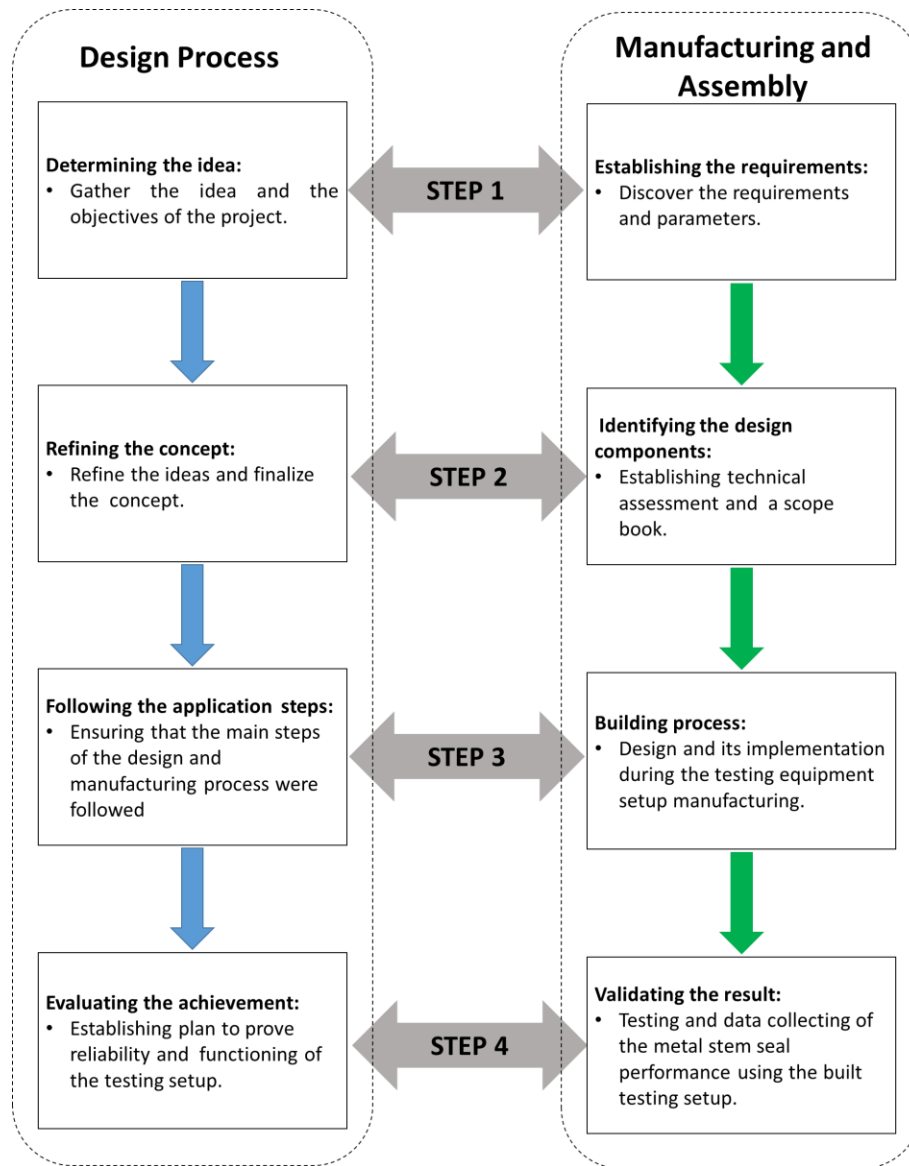 Design Process
Determining the idea:
• Gather the idea and the
objectives of the project.
Refining the concept:
• Refine the ideas and finalize
the concept.
Following the application steps:
• Ensuring that the main steps
of the design and
manufacturing process were
followed
Evaluating the achievement:
• Establishing plan to prove
reliability and functioning of
the testing setup.
STEP 1
STEP 2
STEP 3
STEP 4
Manufacturing and
Assembly
Establishing the requirements:
• Discover the requirements
and parameters.
Identifying the design
components:
• Establishing technical
assessment and a scope
book.
Building process:
• Design and its implementation
during the testing equipment
setup manufacturing.
Validating the result:
• Testing and data collecting of
the metal stem seal
performance using the built
testing setup.